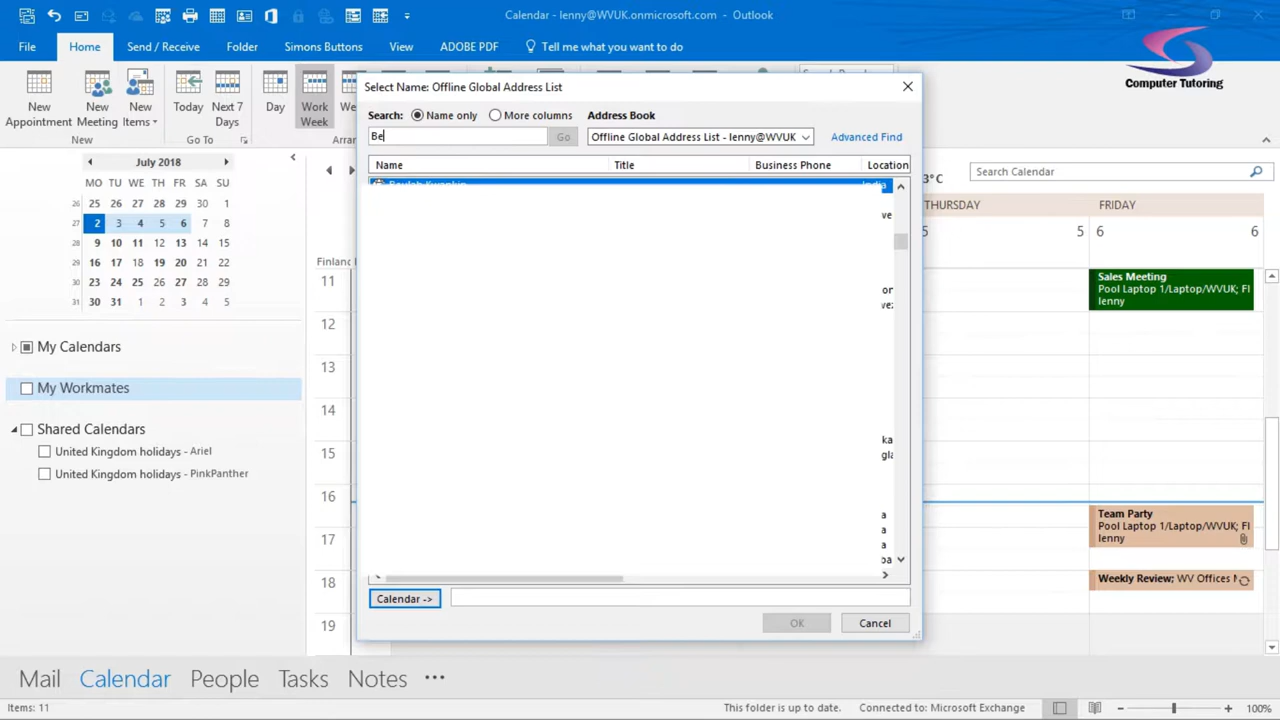 Calendar - lenny@WVUK.onmicrosoft.com - Outlook
File
Home
Send / Receive
Folder
Simons Buttons
View
ADOBE PDF
Tell me what you want to do
Computer Tutoring
New
Appointment
New
Meeting
New
Items
Today
Next 7
Days
Day
Work
Week
New
Go To
Select Name: Offline Global Address List
Search:
Name only
More columns
Address Book
Be
Go
Offline Global Address List - lenny@WVUK
Advanced Find
Name
Title
Business Phone
Location
India
Calendar ->
OK
Cancel
July 2018
MO TU WE TH FR SA SU
26 25 26 27 28 29 30 1
27 2 3 4 5 6 7 8
28 9 10 11 12 13 14 15
29 16 17 18 19 20 21 22
30 23 24 25 26 27 28 29
31 30 31 1 2 3 4 5
My Calendars
My Workmates
Shared Calendars
United Kingdom holidays - Ariel
United Kingdom holidays - PinkPanther
Finland
11
12
13
14
15
16
17
18
19
3°C
Search Calendar
THURSDAY
FRIDAY
5
5
6
6
Sales Meeting
Pool Laptop 1/Laptop/WVUK; FI
lenny
Team Party
Pool Laptop 1/Laptop/WVUK; FI
lenny
Weekly Review; WV Offices
Mail
Calendar
People
Tasks
Notes
Items: 11
This folder is up to date.
Connected to: Microsoft Exchange
100%